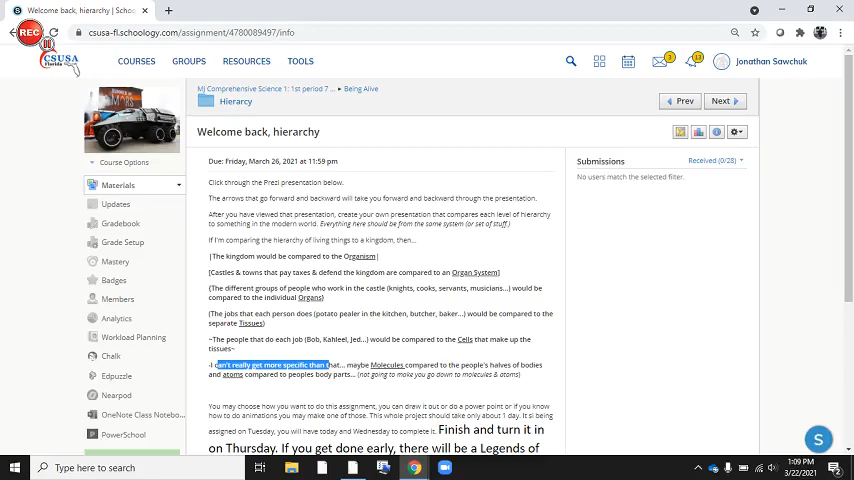 Welcome back, hierarchy | Scho
csusa-fl.schoology.com/assignment/4780089497/info
REC
CSUSA
Florida
COURSES
GROUPS
RESOURCES
TOOLS
3
13
Jonathan Sawchuk
SUMMER OF
MARS
Course Options
Materials
Updates
Gradebook
Grade Setup
Mastery
Badges
Members
Analytics
Workload Planning
Chalk
Edpuzzle
Nearpod
OneNote Class Notebo...
PowerSchool
MJ Comprehensive Science 1: 1st period 7 ... ▸ Being Alive
Hierarcy
Prev
Next
Welcome back, hierarchy
Due: Friday, March 26, 2021 at 11:59 pm
Click through the Prezi presentation below.
The arrows that go forward and backward will take you forward and backward through the presentation.
After you have viewed that presentation, create your own presentation that compares each level of hierarchy
to something in the modern world. Everything here should be from the same system (or set of stuff.)
If I'm comparing the hierarchy of living things to a kingdom, then...
|The kingdom would be compared to the Organism|
[Castles & towns that pay taxes & defend the kingdom are compared to an Organ System]
{The different groups of people who work in the castle (knights, cooks, servants, musicians...) would be
compared to the individual Organs}
(The jobs that each person does (potato pealer in the kitchen, butcher, baker...) would be compared to the
separate Tissues)
~The people that do each job (Bob, Kahleel, Jed...) would be compared to the Cells that make up the
tissues~
-I can't really get more specific than that... maybe Molecules compared to the people's halves of bodies
and atoms compared to peoples body parts... (not going to make you go down to molecules & atoms)
You may choose how you want to do this assignment, you can draw it out or do a power point or if you know
how to do animations you may make one of those. This whole project should take only about 1 day. It si being
assigned on Tuesday, you will have today and Wednesday to complete it. Finish and turn it in
on Thursday. If you get done early, there will be a Legends of
Submissions
Received (0/28)
No users match the selected filter.
S
Type here to search
1:09 PM
3/22/2021
2